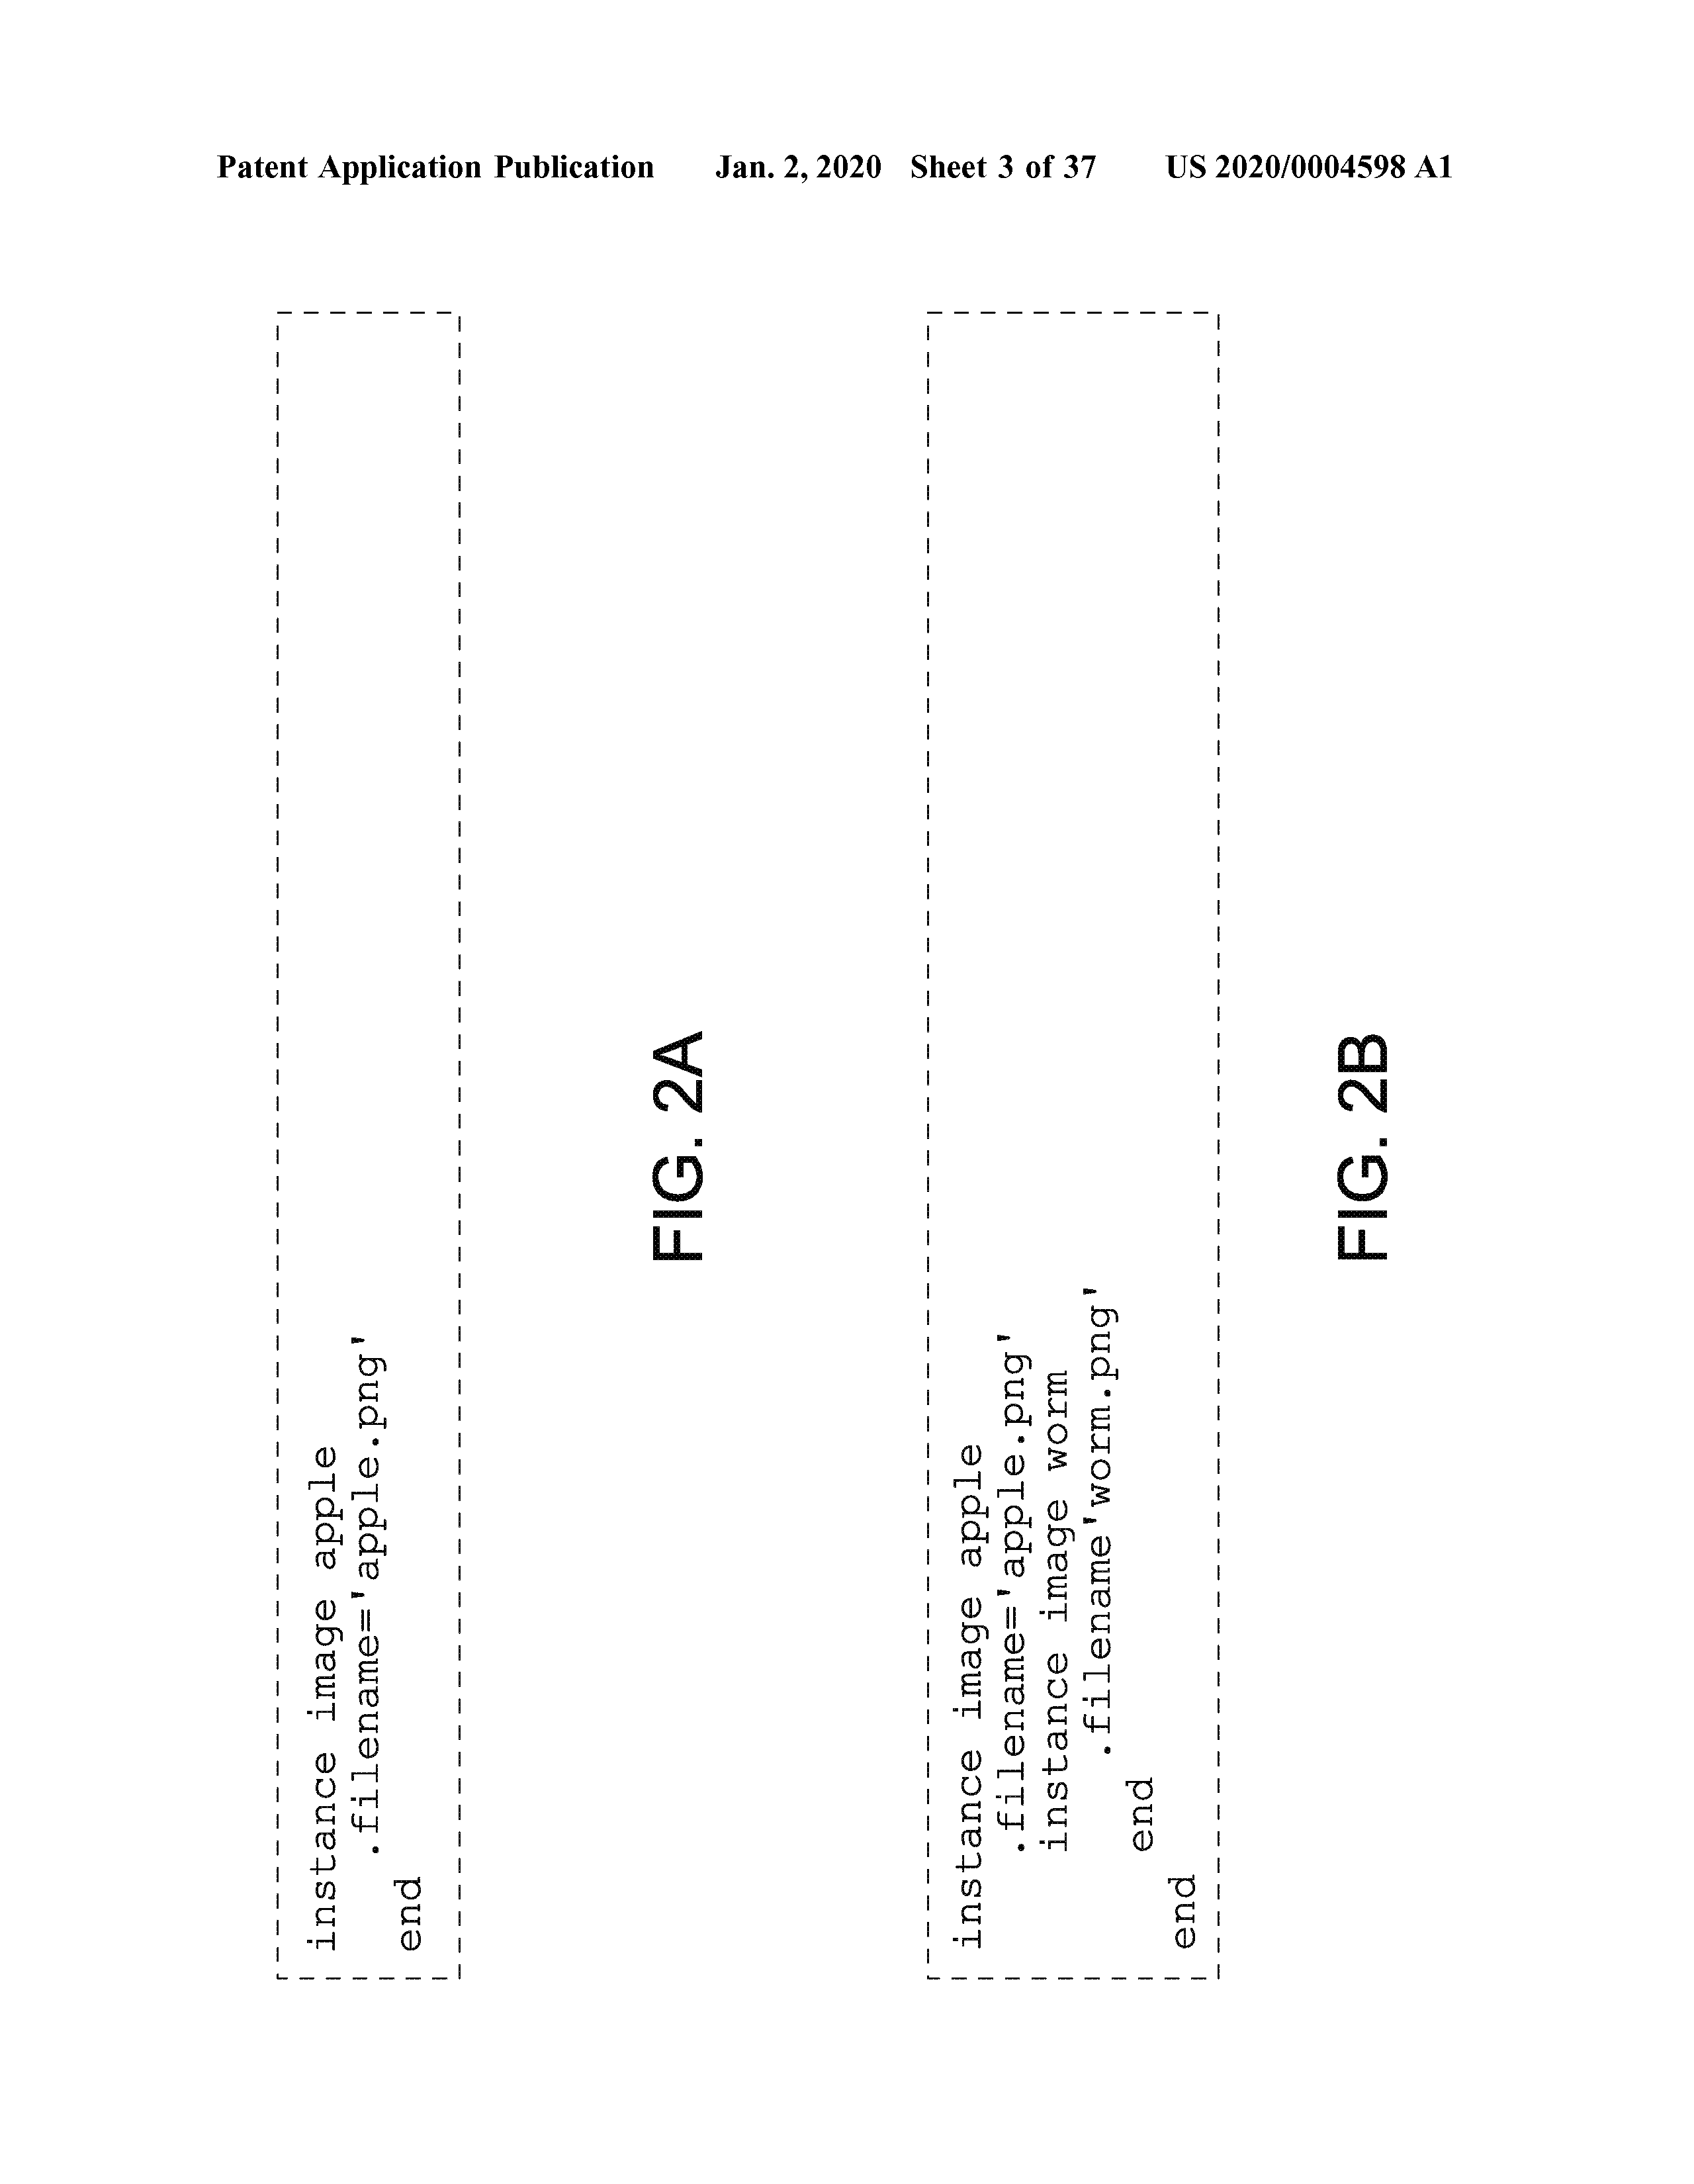 Patent Application Publication Jan. 2, 2020 Sheet 3 of 37 US 2020/0004598 A1
instance image apple
.filename='apple.png'
end
FIG. 2A
instance image apple
.filename='apple.png'
instance image worm
.filename'worm.png'
end
end
FIG. 2B